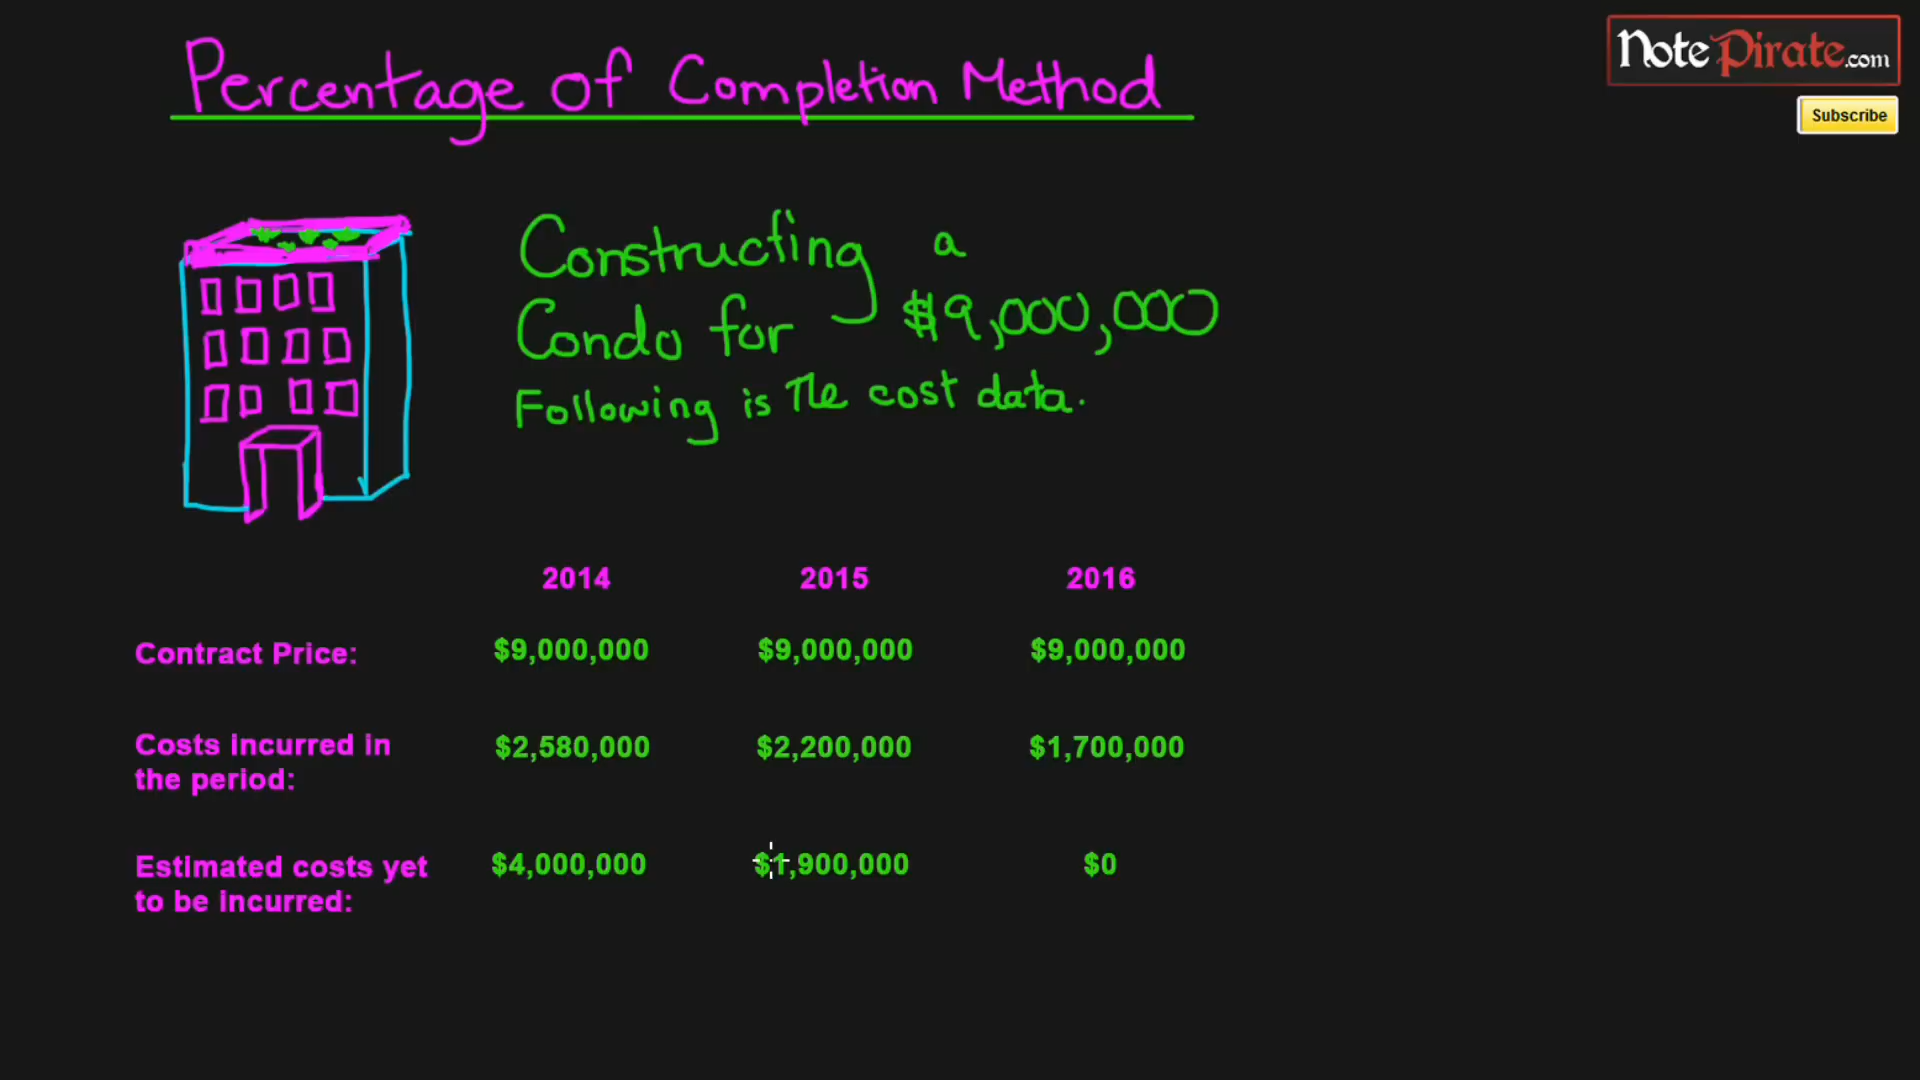 Percentage of Completion Method
Note Pirate.com
Subscribe
Constructing a
Condo for $9,000,000
Following is the cost data.
2014 2015 2016
Contract Price: $9,000,000 $9,000,000 $9,000,000
Costs incurred in
the period: $2,580,000 $2,200,000 $1,700,000
Estimated costs yet
to be incurred: $4,000,000 $1,900,000 $0